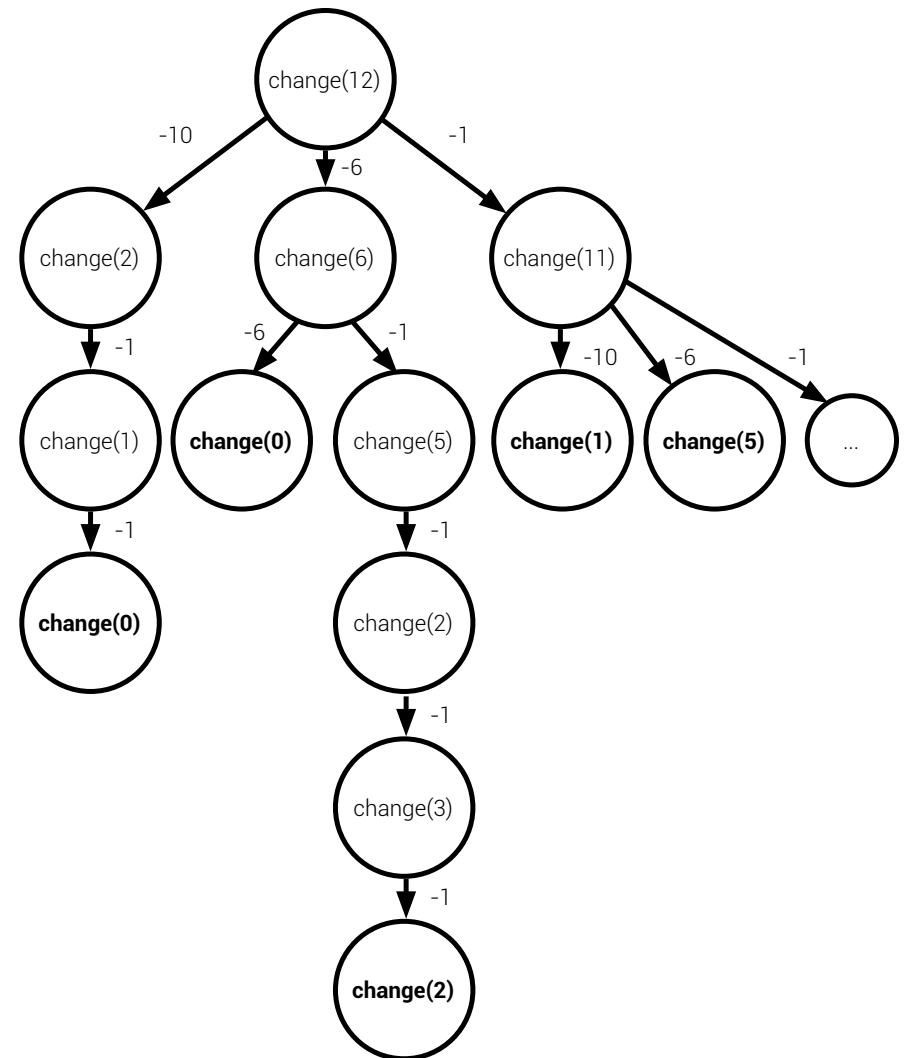 change(12)
-10
-1
-6
change(2)
change(6)
change(11)
-1
-6
-1
-10
-6
-1
change(1)
change(0)
change(5)
change(1)
change(5)
...
-1
-1
change(0)
change(2)
-1
change(3)
-1
change(2)